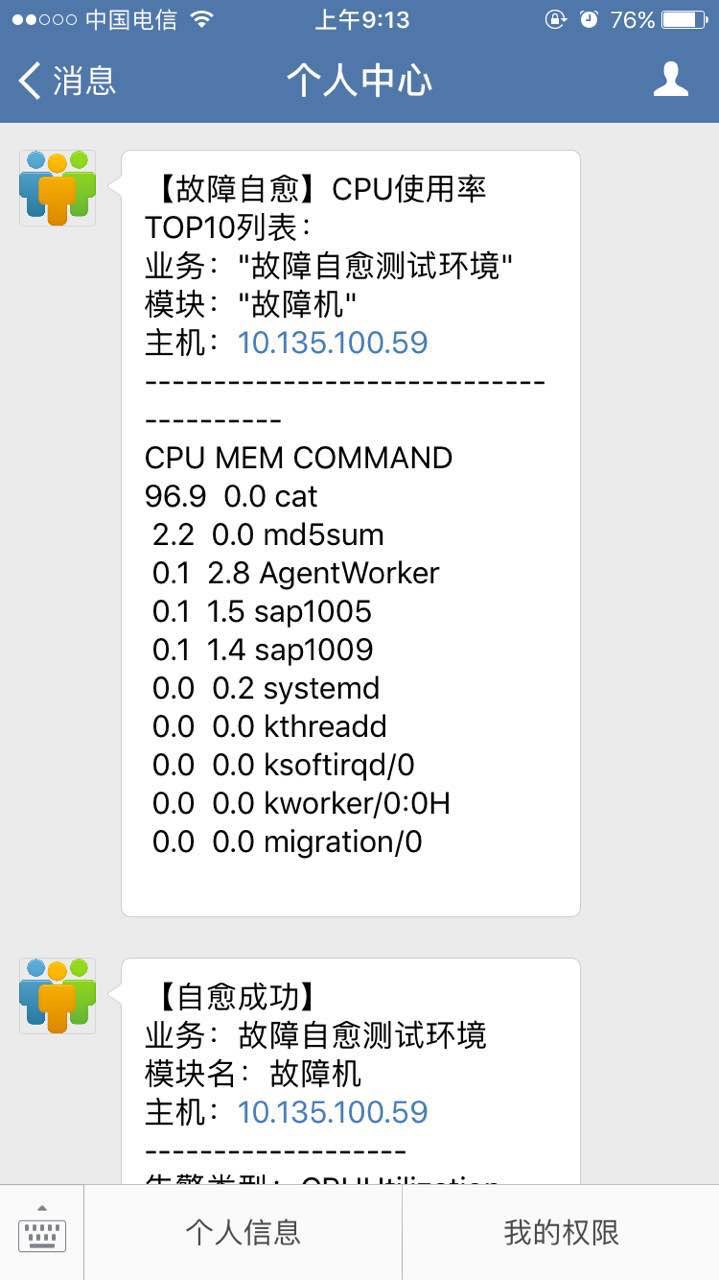 中国电信
上午9:13
76%
消息
个人中心
【故障自愈】CPU使用率
TOP10列表：
业务："故障自愈测试环境"
模块："故障机"
主机：10.135.100.59
-----------------------------
----------
CPU MEM COMMAND
96.9 0.0 cat
2.2 0.0 md5sum
0.1 2.8 AgentWorker
0.1 1.5 sap1005
0.1 1.4 sap1009
0.0 0.2 systemd
0.0 0.0 kthreadd
0.0 0.0 ksoftirqd/0
0.0 0.0 kworker/0:0H
0.0 0.0 migration/0
【自愈成功】
业务：故障自愈测试环境
模块名：故障机
主机：10.135.100.59
-------------------
告警类型：CPUUtilization
个人信息
我的权限